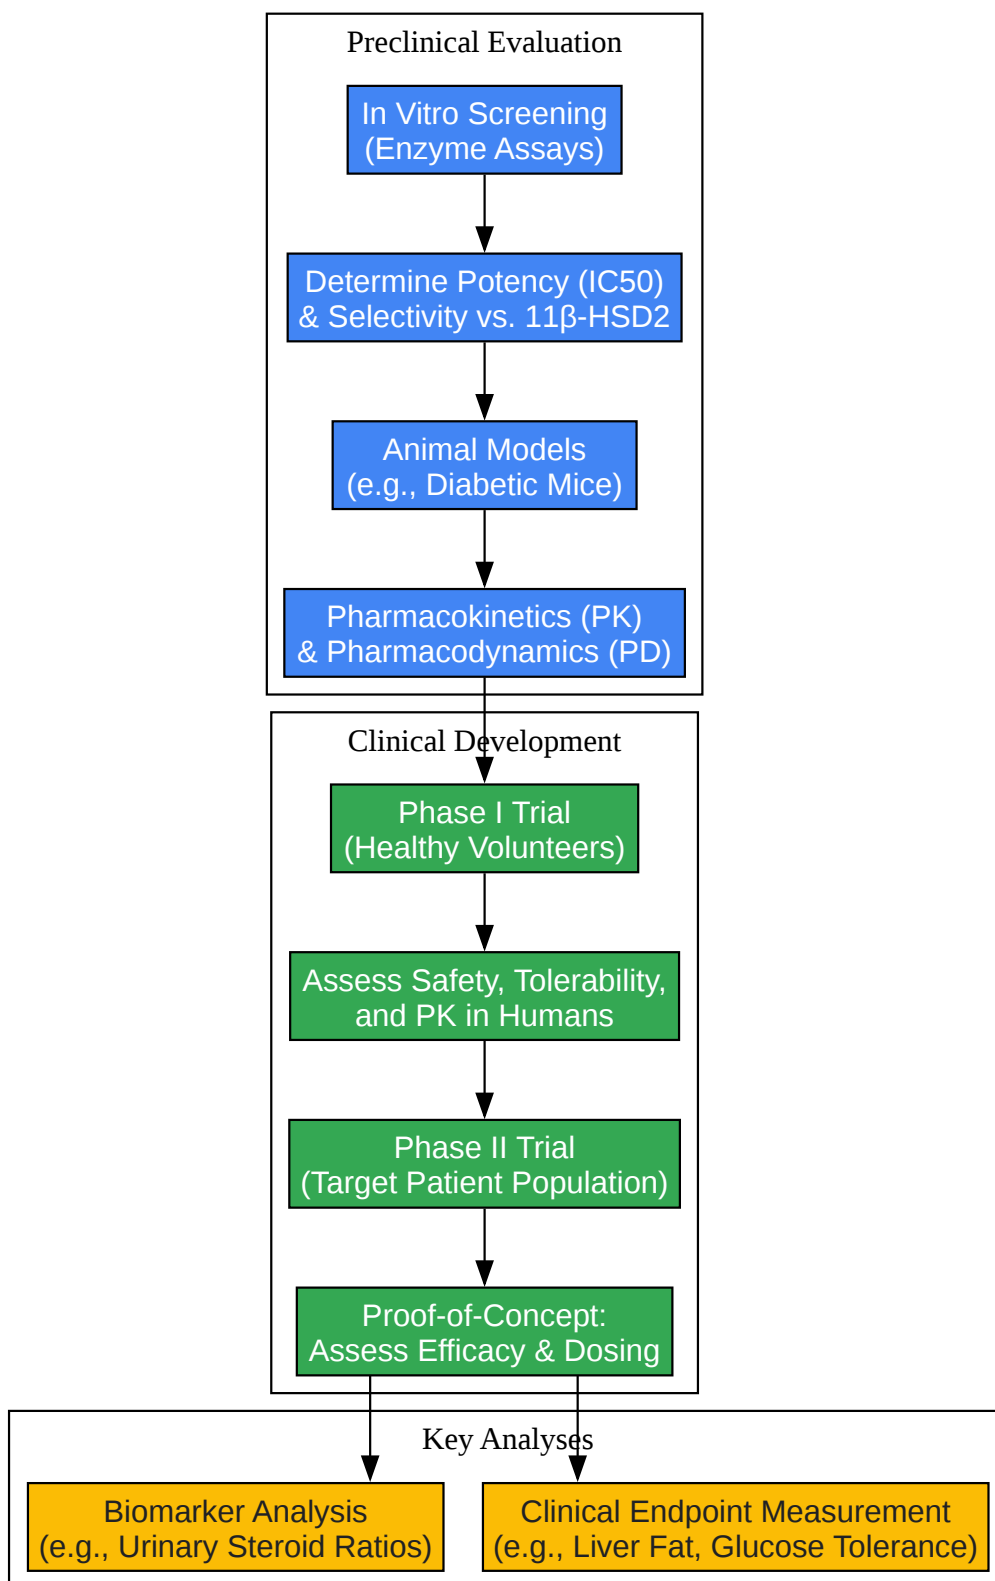 Preclinical Evaluation
In Vitro Screening
(Enzyme Assays)
Determine Potency (IC50)
& Selectivity vs. 11β-HSD2
Animal Models
(e.g., Diabetic Mice)
Pharmacokinetics (PK)
& Pharmacodynamics (PD)
Clinical Development
Phase I Trial
(Healthy Volunteers)
Assess Safety, Tolerability,
and PK in Humans
Phase II Trial
(Target Patient Population)
Proof-of-Concept:
Assess Efficacy & Dosing
Key Analyses
Biomarker Analysis
(e.g., Urinary Steroid Ratios)
Clinical Endpoint Measurement
(e.g., Liver Fat, Glucose Tolerance)